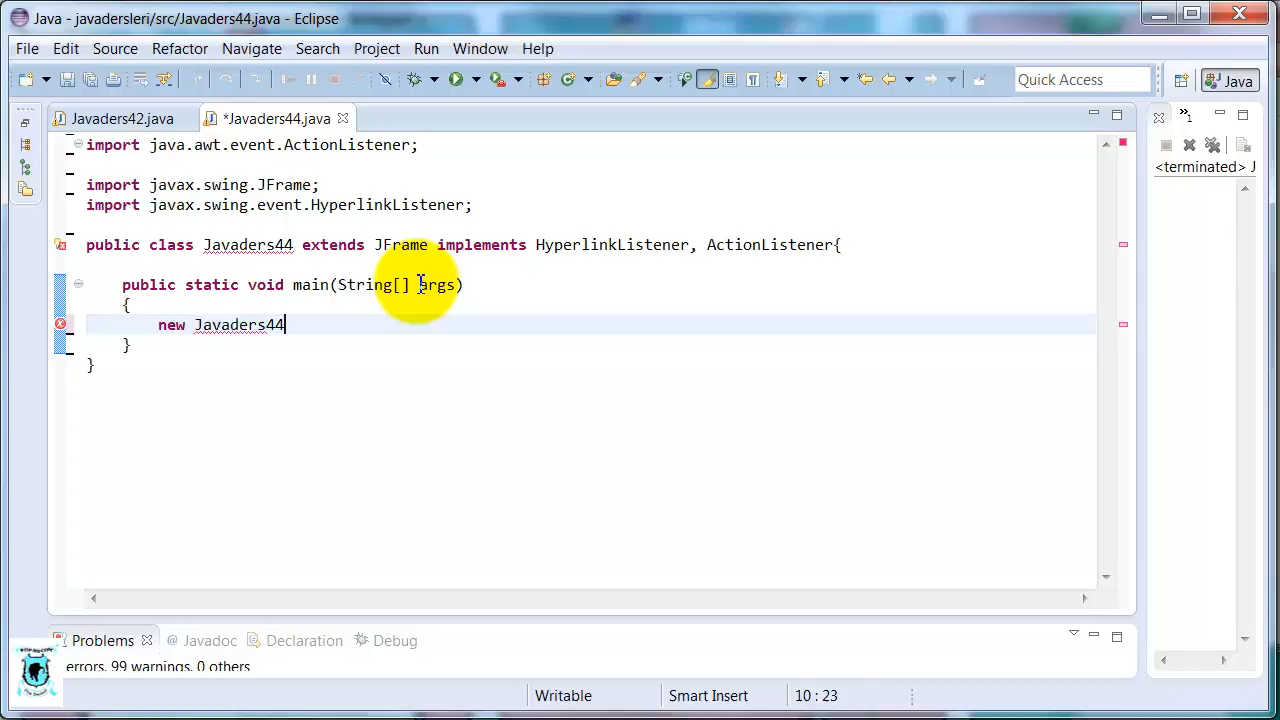 Java - javadersleri/src/Javaders44.java - Eclipse
File Edit Source Refactor Navigate Search Project Run Window Help
Quick Access
Java
Javaders42.java
*Javaders44.java
1
<terminated> J
import java.awt.event.ActionListener;
import javax.swing.JFrame;
import javax.swing.event.HyperlinkListener;
public class Javaders44 extends JFrame implements HyperlinkListener, ActionListener{
public static void main(String[] args)
{
new Javaders44
}
}
Problems @ Javadoc Declaration Debug
errors, 99 warnings, 0 others
Writable Smart Insert 10 : 23